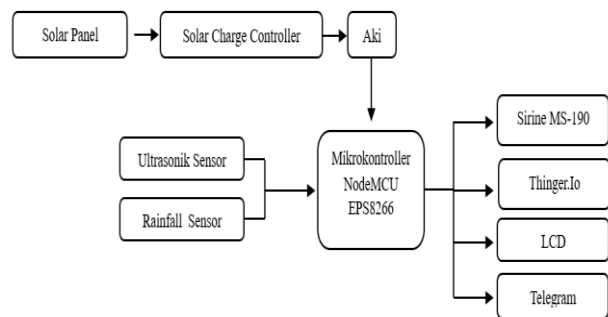 Solar Panel
Solar Charge Controller
Aki
Ultrasonik Sensor
Rainfall Sensor
Mikrokontroller
NodeMCU
EPS8266
Sirine MS-190
Thinger.Io
LCD
Telegram